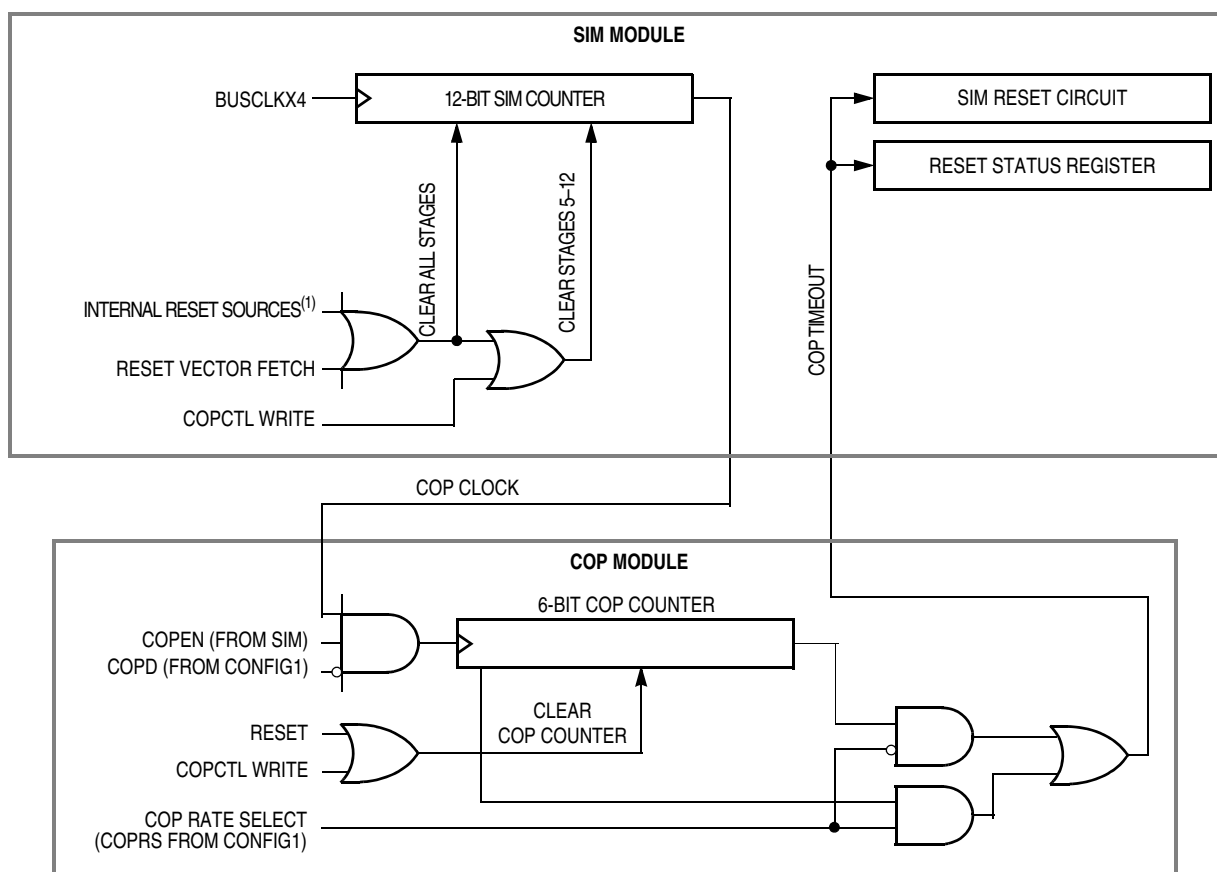 SIM MODULE
BUSCLKX4
12-BIT SIM COUNTER
SIM RESET CIRCUIT
RESET STATUS REGISTER
CLEAR ALL STAGES
CLEAR STAGES 5–12
COP TIMEOUT
INTERNAL RESET SOURCES(1)
RESET VECTOR FETCH
COPCTL WRITE
COP CLOCK
COP MODULE
6-BIT COP COUNTER
COPEN (FROM SIM)
COPD (FROM CONFIG1)
CLEAR
COP COUNTER
RESET
COPCTL WRITE
COP RATE SELECT
(COPRS FROM CONFIG1)